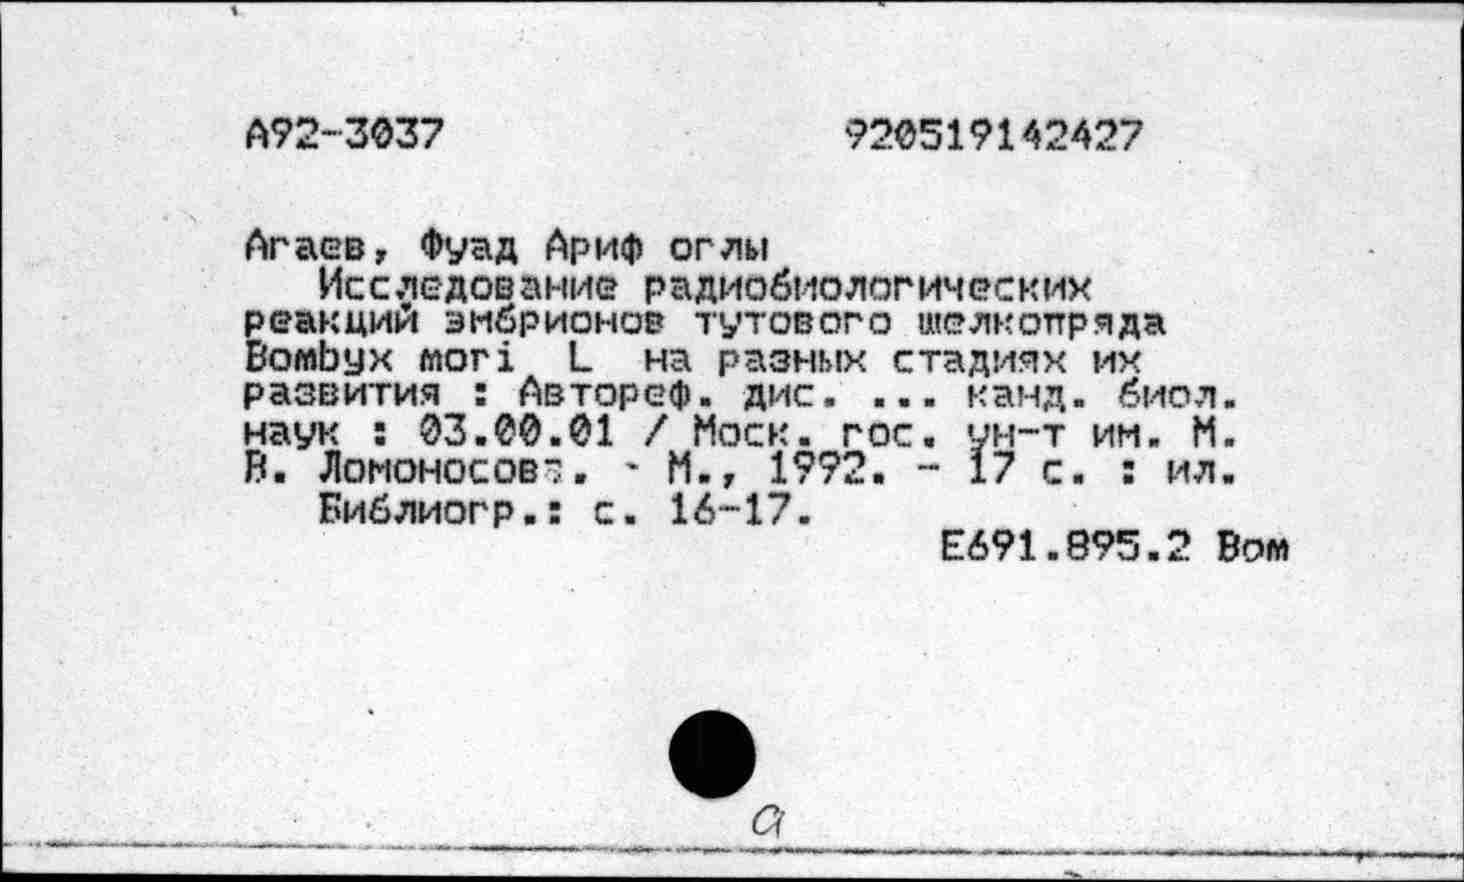 А92-3037 920519142427
Агаев, Фуад Ариф оглы
Исследование радиобиологических
реакций эмбрионов тутового шелкопряда
Bombyx mori L на разных стадиях их
развития : Автореф. дис. ... канд. биол.
наук : 03.00.01 / Моск. гос. ун-т им. М.
В. Ломоносова. - М., 1992. - 17 с. : ил.
Библиогр.: с. 16-17.
Е691.895.2 Bom
a